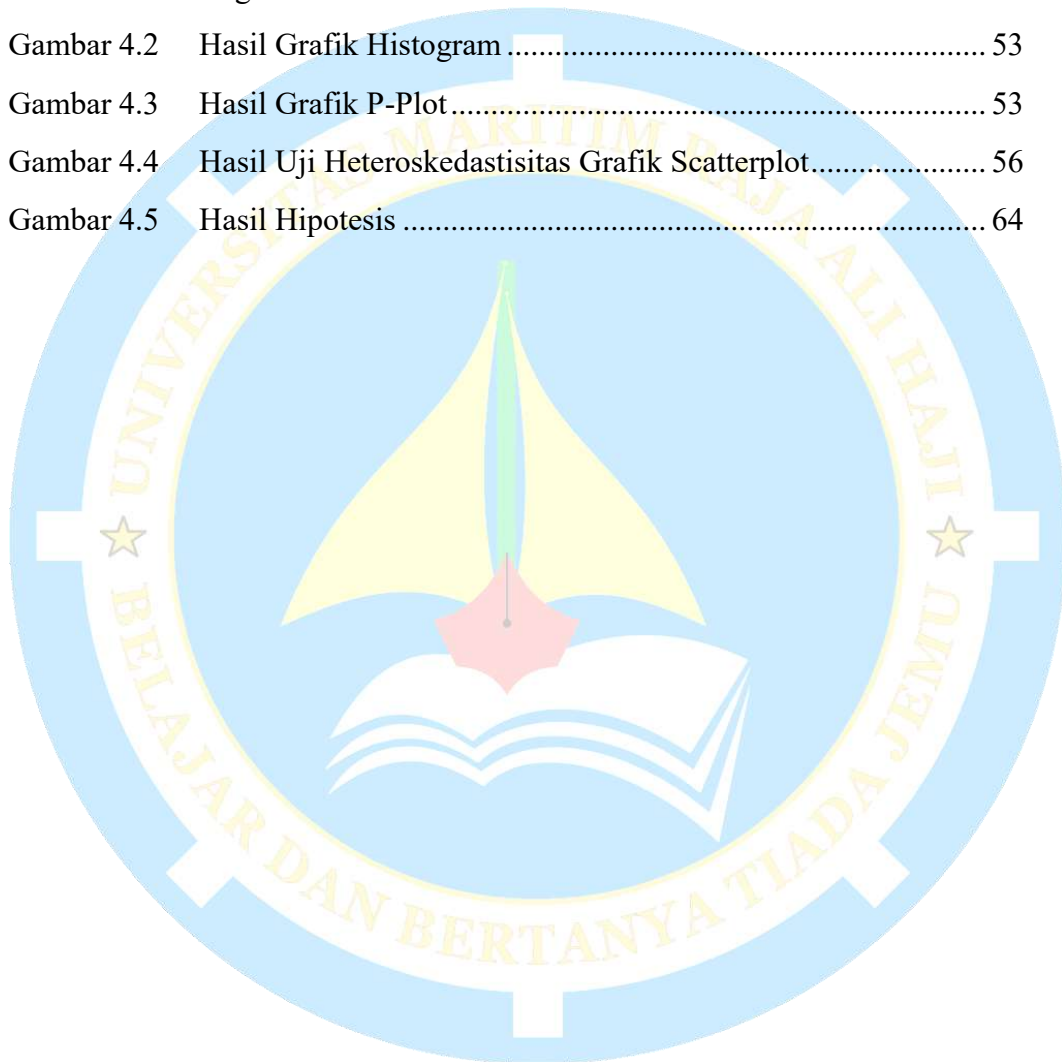 Gambar 4.2 Hasil Grafik Histogram ................................................. 53
Gambar 4.3 Hasil Grafik P-Plot ....................................................... 53
Gambar 4.4 Hasil Uji Heteroskedastisitas Grafik Scatterplot ..................... 56
Gambar 4.5 Hasil Hipotesis ............................................................ 64
UNIVERSITAS MARITIM RAJA ALI HAJI
BELAJAR DAN BERTANYA TIADA JEMU